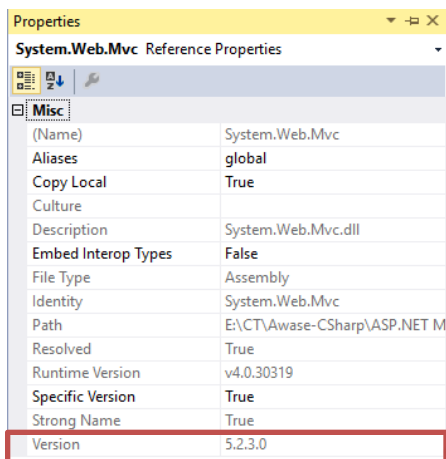 Properties
System.Web.Mvc Reference Properties
Misc
(Name) System.Web.Mvc
Aliases global
Copy Local True
Culture
Description System.Web.Mvc.dll
Embed Interop Types False
File Type Assembly
Identity System.Web.Mvc
Path E:\CT\Awase-CSharp\ASP.NET M
Resolved True
Runtime Version v4.0.30319
Specific Version True
Strong Name True
Version 5.2.3.0